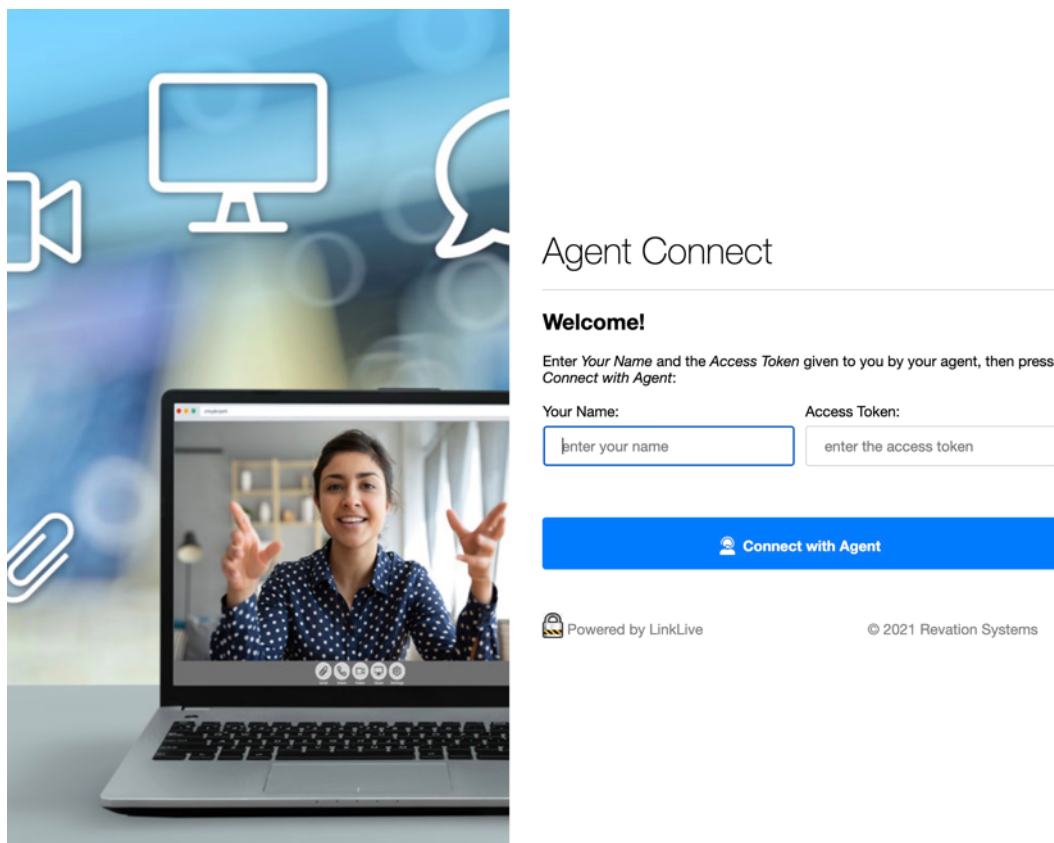 Agent Connect
Welcome!
Enter Your Name and the Access Token given to you by your agent, then press
Connect with Agent:
Your Name:
Access Token:
enter your name
enter the access token
Connect with Agent
Powered by LinkLive
© 2021 Revation Systems